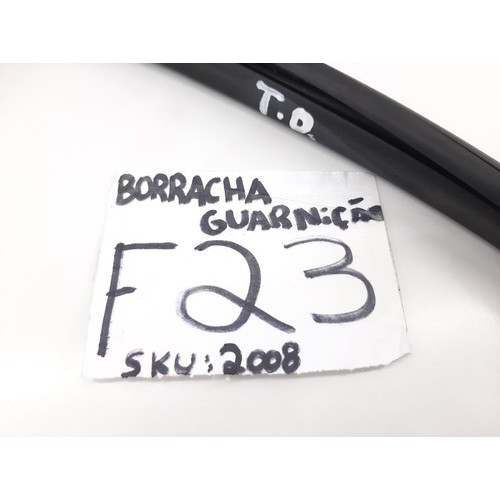 T.D.
BORRACHA
GUARNiÇÃO
F23
SKU: 2008